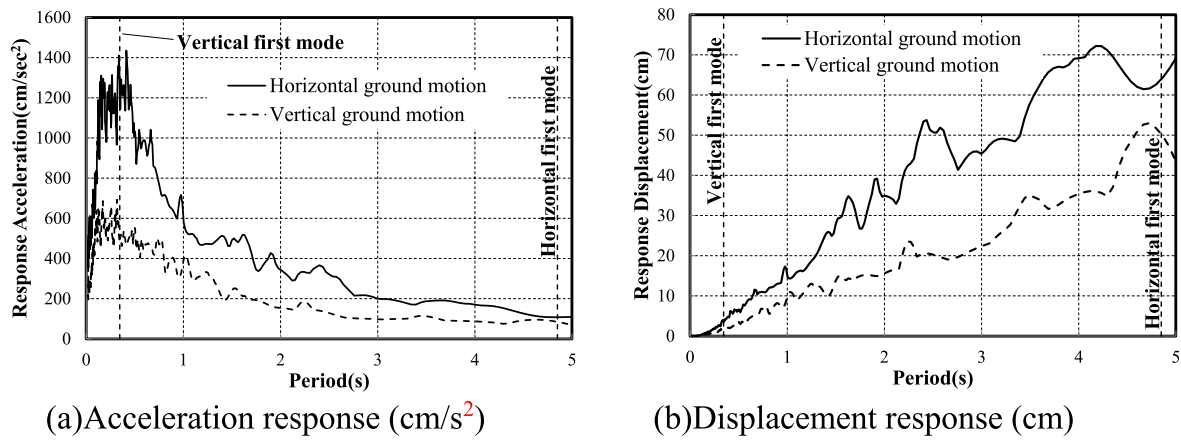 Response Acceleration(cm/sec²)
1600
1400
1200
1000
800
600
400
200
0
Vertical first mode
Horizontal ground motion
Vertical ground motion
Horizontal first mode
0 1 2 3 4 5
Period(s)
(a)Acceleration response (cm/s²)
Response Displacement(cm)
80
70
60
50
40
30
20
10
0
Vertical first mode
Horizontal ground motion
Vertical ground motion
Horizontal first mode
0 1 2 3 4 5
Period(s)
(b)Displacement response (cm)